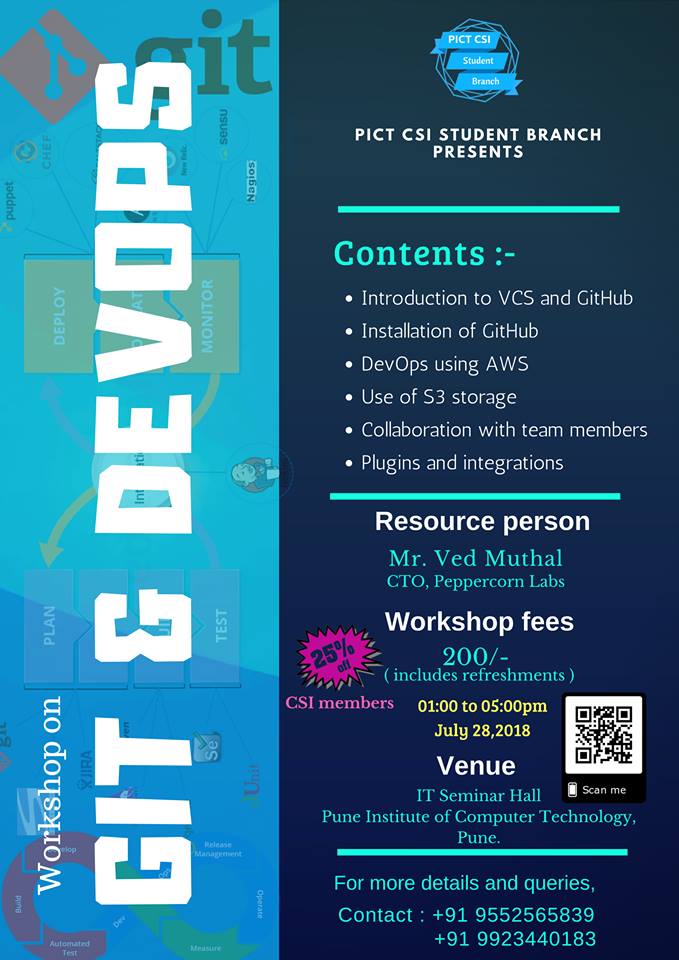 git
CHEF
sensu
puppet
Nagios
DEPLOY
MONITOR
PLAN
TEST
JIRA
Unit
Release
Management
Build
Dev
Operate
Automated
Test
Measure
Workshop on
GIT & DEVOPS
PICT CSI
Student
Branch
PICT CSI STUDENT BRANCH
PRESENTS
Contents :-
• Introduction to VCS and GitHub
• Installation of GitHub
• DevOps using AWS
• Use of S3 storage
• Collaboration with team members
• Plugins and integrations
Resource person
Mr. Ved Muthal
CTO, Peppercorn Labs
Workshop fees
25%
off
200/-
( includes refreshments )
CSI members
01:00 to 05:00pm
July 28,2018
Scan me
Venue
IT Seminar Hall
Pune Institute of Computer Technology,
Pune.
For more details and queries,
Contact : +91 9552565839
+91 9923440183